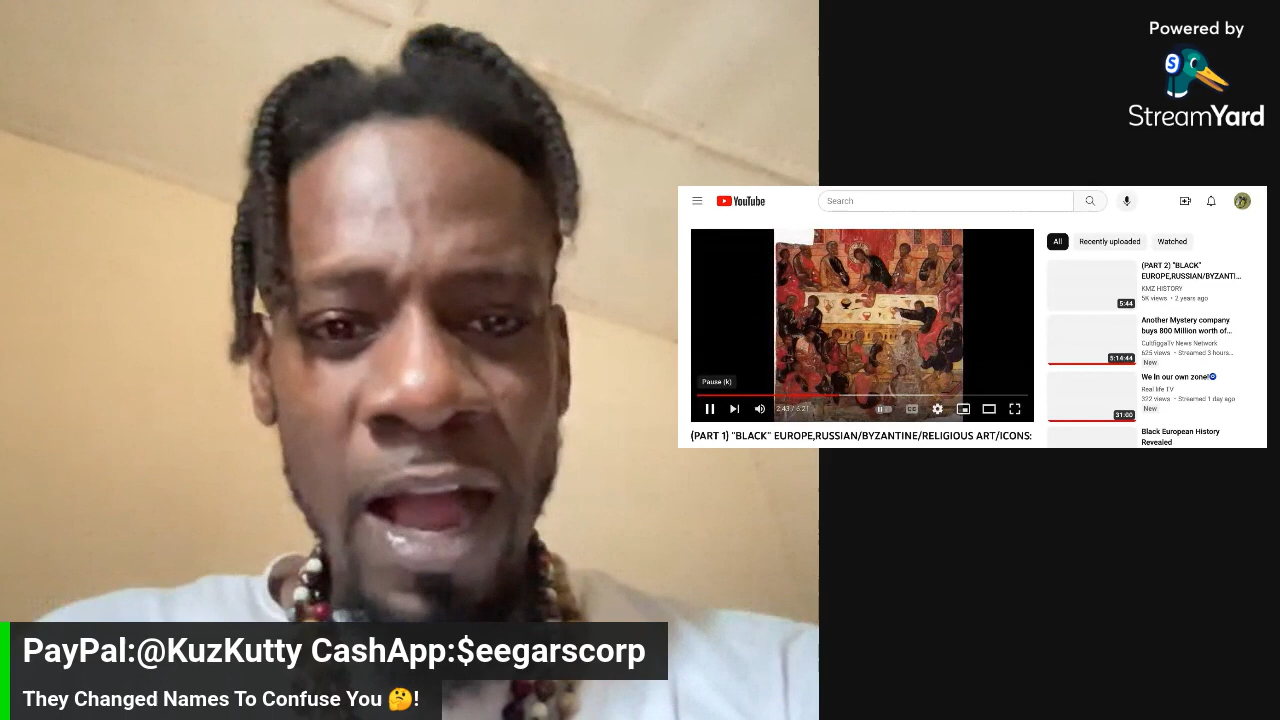 Powered by
StreamYard
YouTube
Search
All
Recently uploaded
Watched
Pause (k)
2:43 / 6:21
(PART 1) "BLACK" EUROPE,RUSSIAN/BYZANTINE/RELIGIOUS ART/ICONS:
(PART 2) "BLACK"
EUROPE,RUSSIAN/BYZANTI...
KMZ HISTORY
5K views • 2 years ago
5:44
Another Mystery company
buys 800 Million worth of...
CultfiggaTv News Network
625 views • Streamed 3 hours...
New
5:14:44
We In our own zone!
Real life TV
322 views • Streamed 1 day ago
New
31:00
Black European History
Revealed
PayPal:@KuzKutty CashApp:$eegarscorp
They Changed Names To Confuse You 🤔!